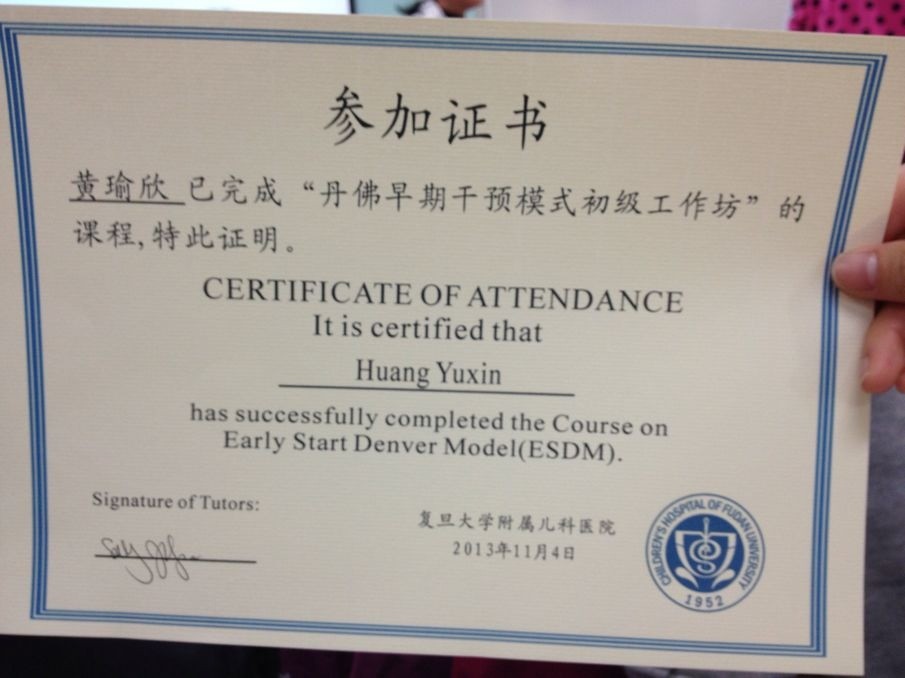 参加证书
黄瑜欣 已完成“丹佛早期干预模式初级工作坊”的
课程,特此证明。
CERTIFICATE OF ATTENDANCE
It is certified that
Huang Yuxin
has successfully completed the Course on
Early Start Denver Model(ESDM).
Signature of Tutors:
复旦大学附属儿科医院
2013年11月4日
CHILDREN'S HOSPITAL OF FUDAN UNIVERSITY
1952